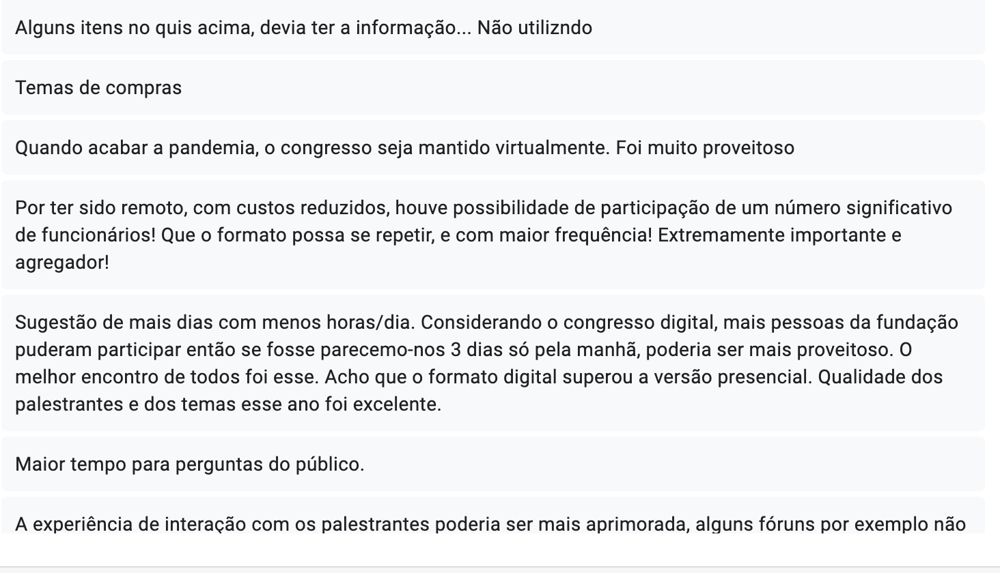 Alguns itens no quis acima, devia ter a informação... Não utilizndo
Temas de compras
Quando acabar a pandemia, o congresso seja mantido virtualmente. Foi muito proveitoso
Por ter sido remoto, com custos reduzidos, houve possibilidade de participação de um número significativo
de funcionários! Que o formato possa se repetir, e com maior frequência! Extremamente importante e
agregador!
Sugestão de mais dias com menos horas/dia. Considerando o congresso digital, mais pessoas da fundação
puderam participar então se fosse parecemo-nos 3 dias só pela manhã, poderia ser mais proveitoso. O
melhor encontro de todos foi esse. Acho que o formato digital superou a versão presencial. Qualidade dos
palestrantes e dos temas esse ano foi excelente.
Maior tempo para perguntas do público.
A experiência de interação com os palestrantes poderia ser mais aprimorada, alguns fóruns por exemplo não